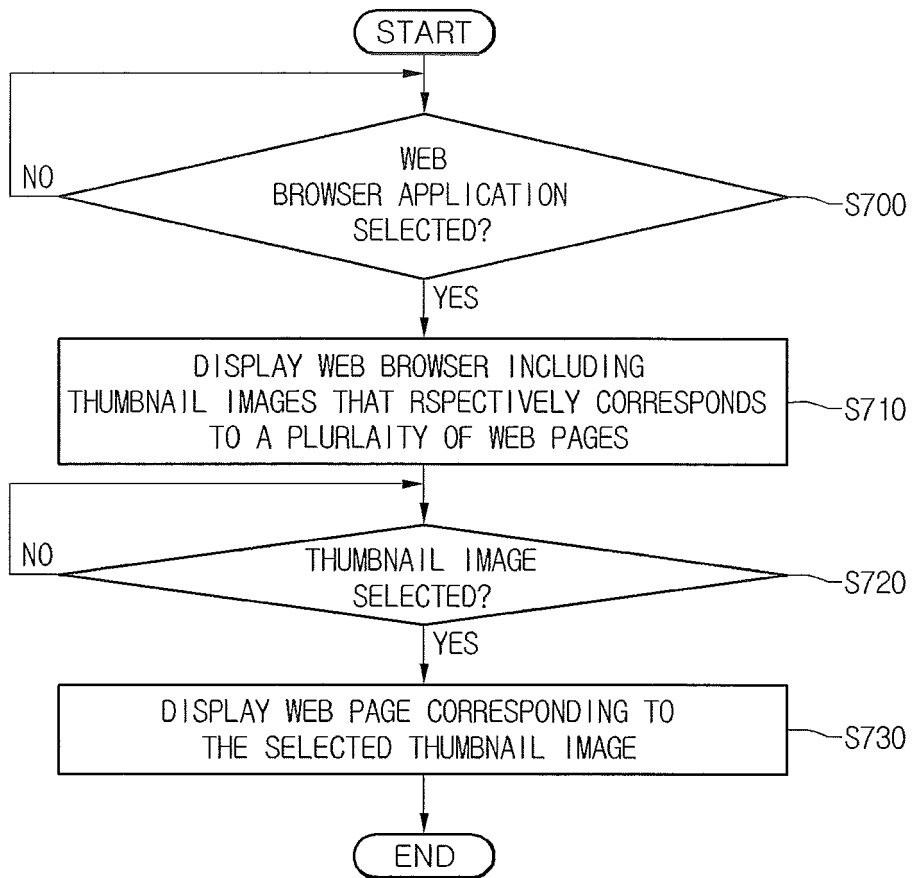 START
NO
WEB
BROWSER APPLICATION
SELECTED?
S700
YES
DISPLAY WEB BROWSER INCLUDING
THUMBNAIL IMAGES THAT RSPECTIVELY CORRESPONDS
TO A PLURLAITY OF WEB PAGES
S710
NO
THUMBNAIL IMAGE
SELECTED?
S720
YES
DISPLAY WEB PAGE CORRESPONDING TO
THE SELECTED THUMBNAIL IMAGE
S730
END